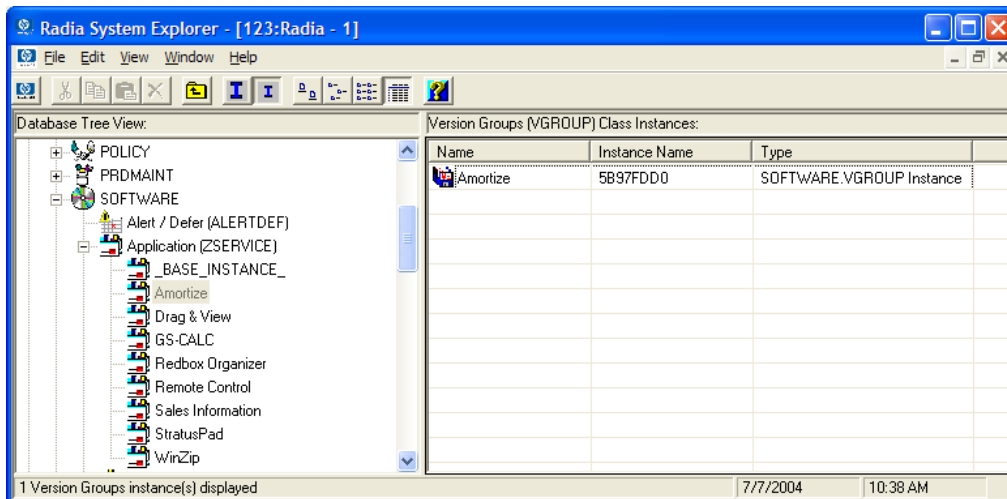 Radia System Explorer - [123:Radia - 1]
File Edit View Window Help
Database Tree View:
Version Groups (VGROUP) Class Instances:
POLICY
PRDMAINT
SOFTWARE
Alert / Defer (ALERTDEF)
Application (ZSERVICE)
_BASE_INSTANCE_
Amortize
Drag & View
GS-CALC
Redbox Organizer
Remote Control
Sales Information
StratusPad
WinZip
Name Instance Name Type
Amortize 5B97FDD0 SOFTWARE.VGROUP Instance
1 Version Groups instance(s) displayed 7/7/2004 10:38 AM